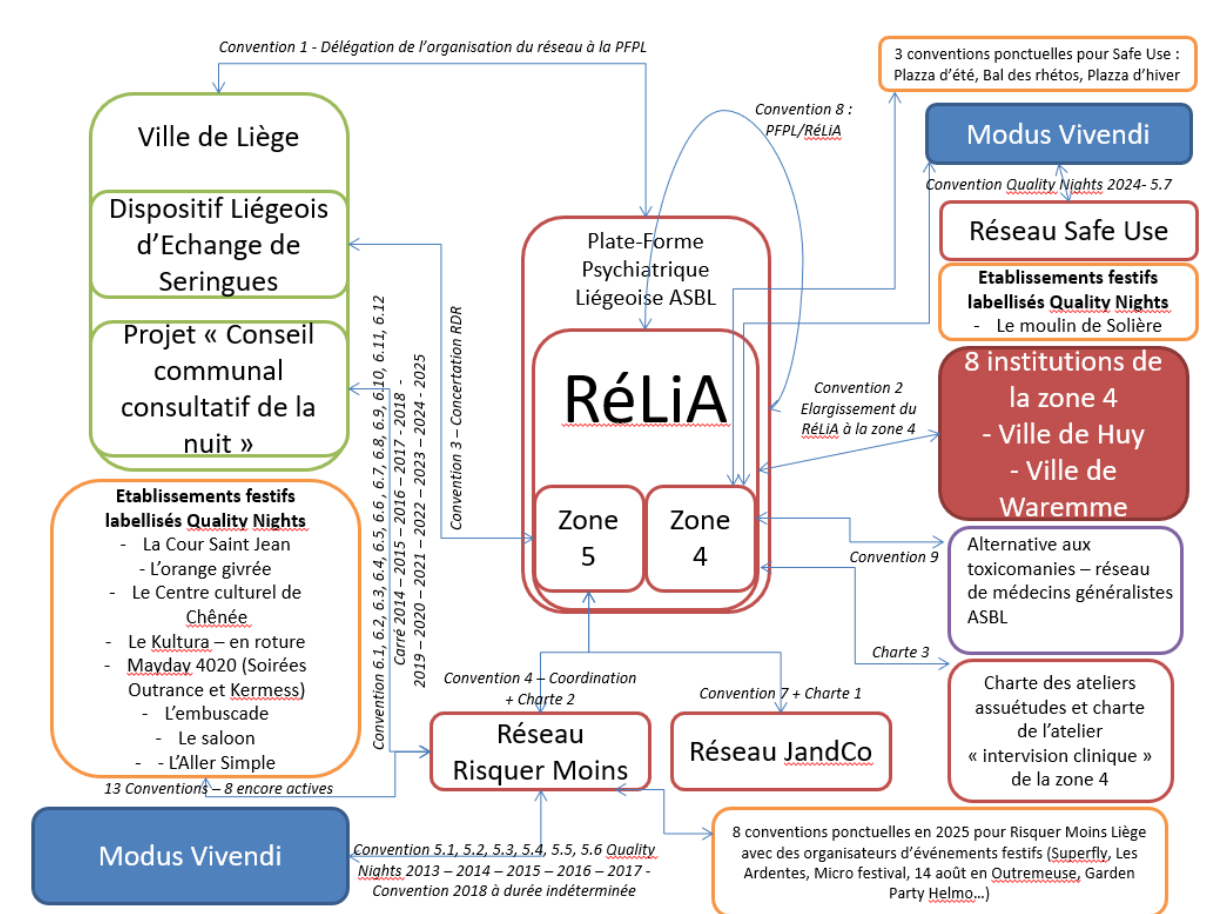 Convention 1 - Délégation de l’organisation du réseau à la PFPL
3 conventions ponctuelles pour Safe Use :
Plazza d’été, Bal des rhétos, Plazza d’hiver
Ville de Liège
Dispositif Liégeois
d’Echange de
Seringues
Projet « Conseil
communal
consultatif de la
nuit »
Convention 8 :
PFPL/RéLiA
Modus Vivendi
Convention Quality Nights 2024- 5.7
Réseau Safe Use
Etablissements festifs
labellisés Quality Nights
- Le moulin de Solière
Plate-Forme
Psychiatrique
Liégeoise ASBL
RéLiA
Zone
5
Zone
4
Convention 2
Elargissement du
RéLiA à la zone 4
8 institutions de
la zone 4
- Ville de Huy
- Ville de
Waremme
Convention 3 – Concertation RDR
Convention 6.1, 6.2, 6.3, 6.4, 6.5, 6.6, 6.7, 6.8, 6.9, 6.10, 6.11, 6.12
Carré 2014 – 2015 – 2016 – 2017 - 2018 -
2019 – 2020 – 2021 – 2022 – 2023 – 2024 - 2025
Etablissements festifs
labellisés Quality Nights
- La Cour Saint Jean
- L’orange givrée
- Le Centre culturel de
Chênée
- Le Kultura – en roture
- Mayday 4020 (Soirées
Outrance et Kermess)
- L’embuscade
- Le saloon
- - L’Aller Simple
13 Conventions – 8 encore actives
Convention 9
Alternative aux
toxicomanies – réseau
de médecins généralistes
ASBL
Charte 3
Charte des ateliers
assuétudes et charte
de l’atelier
« intervision clinique »
de la zone 4
Convention 4 – Coordination
+ Charte 2
Convention 7 + Charte 1
Réseau
Risquer Moins
Réseau JandCo
Modus Vivendi
Convention 5.1, 5.2, 5.3, 5.4, 5.5, 5.6 Quality
Nights 2013 – 2014 – 2015 – 2016 – 2017 -
Convention 2018 à durée indéterminée
8 conventions ponctuelles en 2025 pour Risquer Moins Liège
avec des organisateurs d’événements festifs (Superfly, Les
Ardentes, Micro festival, 14 août en Outremeuse, Garden
Party Helmo…)